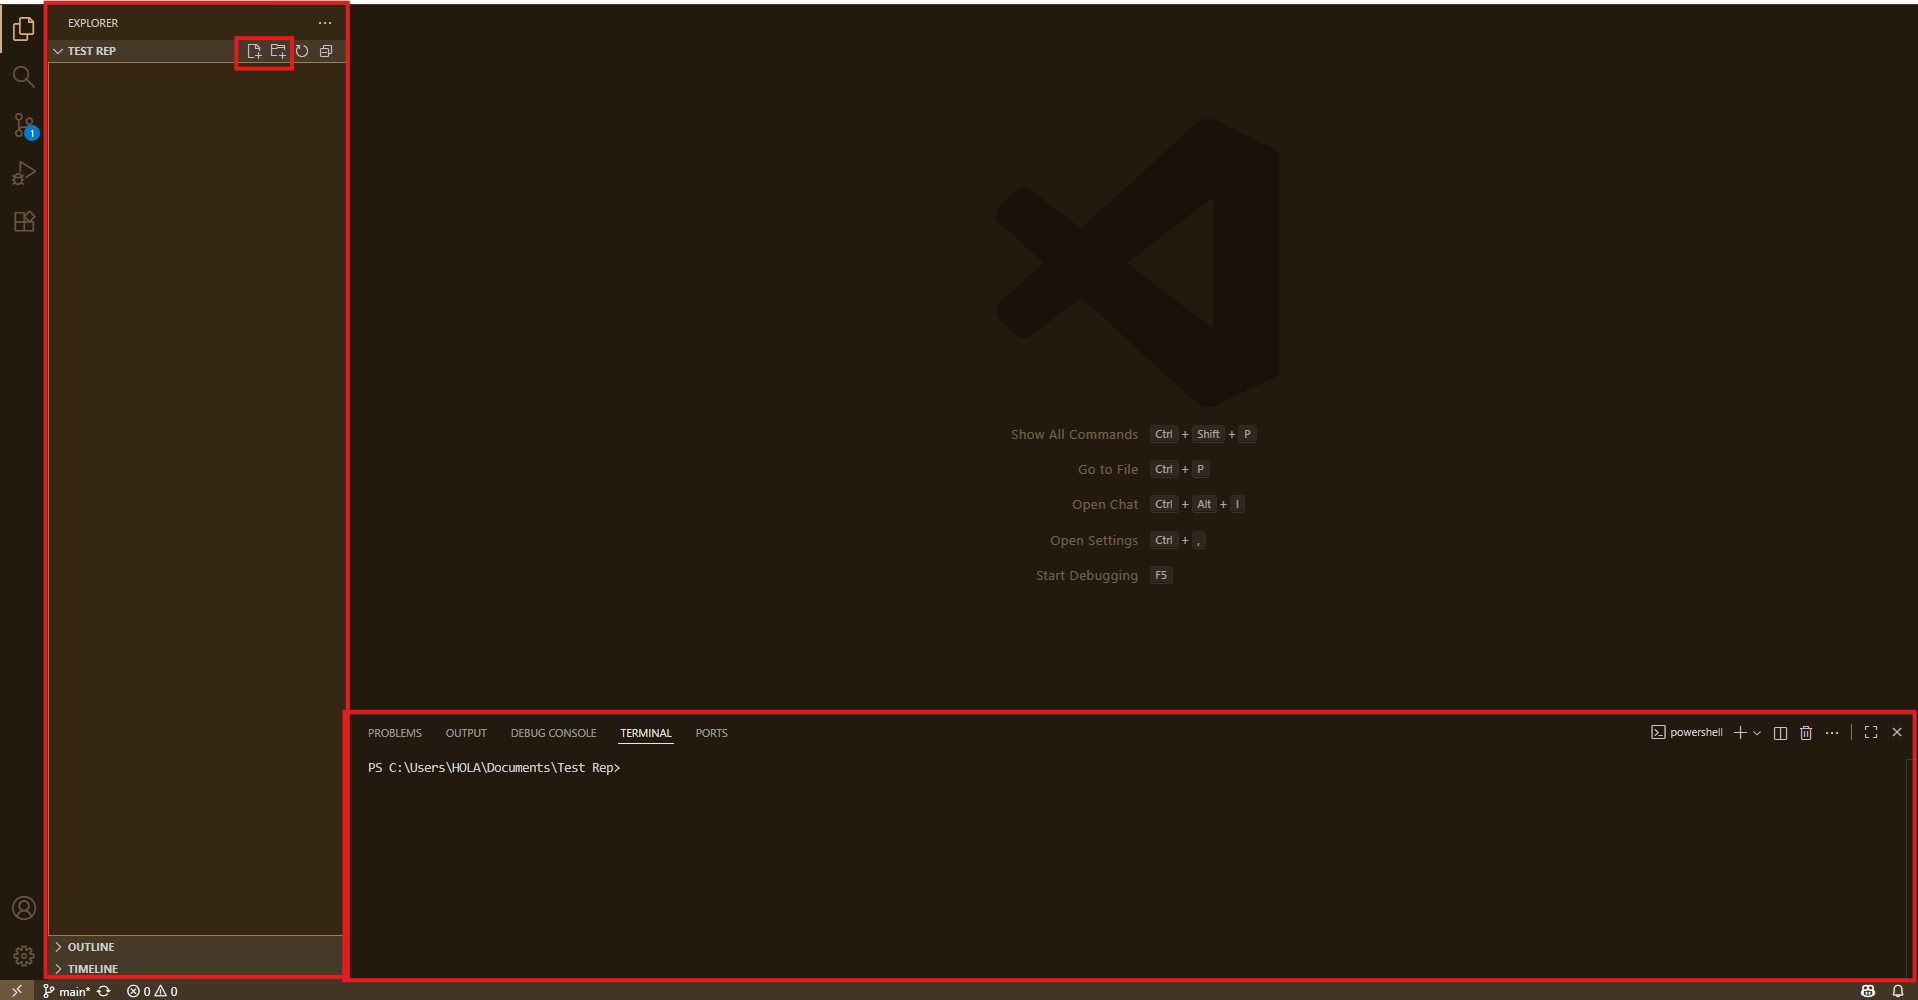 EXPLORER
TEST REP
1
Show All Commands Ctrl + Shift + P
Go to File Ctrl + P
Open Chat Ctrl + Alt + I
Open Settings Ctrl + ,
Start Debugging F5
PROBLEMS OUTPUT DEBUG CONSOLE TERMINAL PORTS powershell
PS C:\Users\HOLA\Documents\Test Rep>
OUTLINE
TIMELINE
main* 0 0